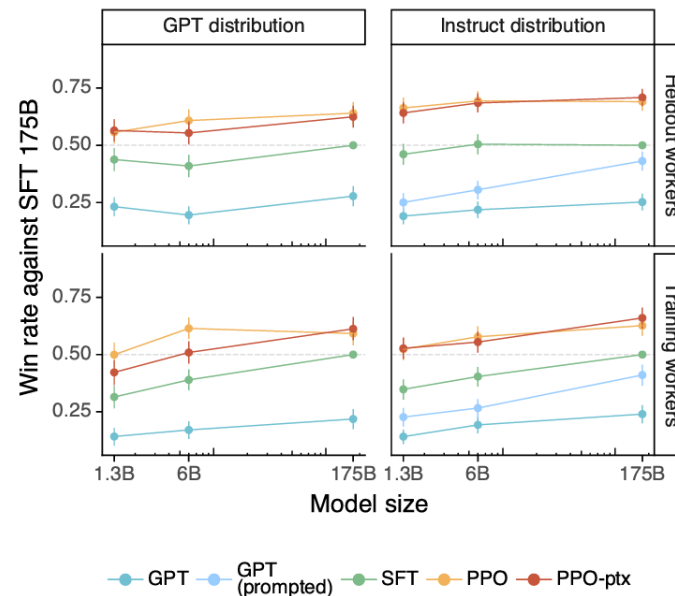 GPT distribution
Instruct distribution
Win rate against SFT 175B
0.75
0.50
0.25
Heldout workers
0.75
0.50
0.25
Training workers
1.3B 6B 175B
1.3B 6B 175B
Model size
GPT
GPT (prompted)
SFT
PPO
PPO-ptx